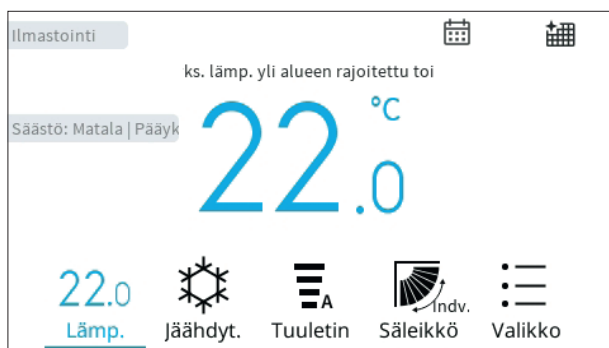 Ilmastointi
ks. lämp. yli alueen rajoitettu toi
Säästö: Matala | Pääyk
22.0 °C
22.0
A
Indv.
Lämp. Jäähdyt. Tuuletin Säleikkö Valikko